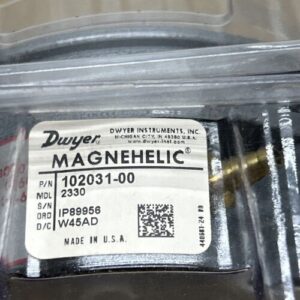 Dwyer®
DWYER INSTRUMENTS, INC.
MICHIGAN CITY, IN 46360 U.S.A.
www.dwyer-inst.com
MAGNEHELIC®
P/N 102031-00
MDL 2330
S/N
ORD IP89956
D/C W45AD
MADE IN U.S.A.